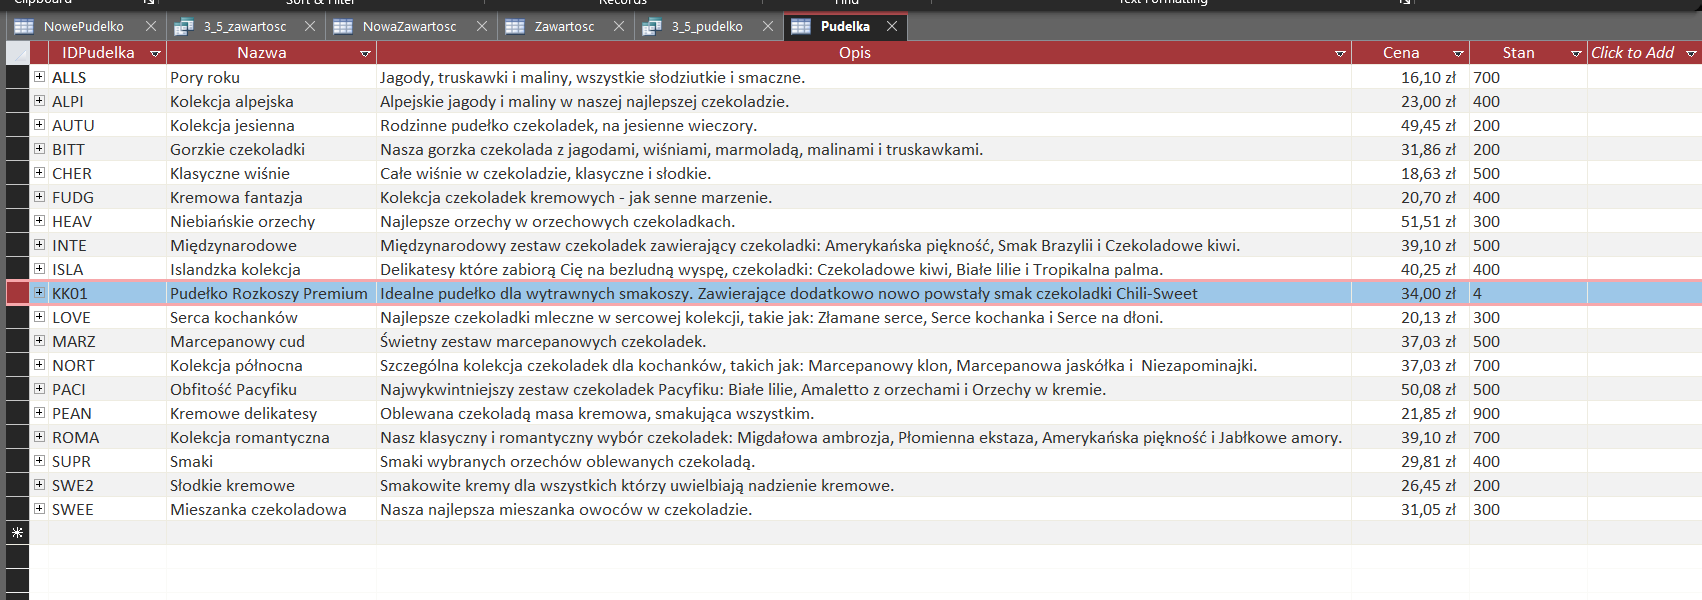 Clipboard Sort & Filter Records Find Text Formatting
NowePudelko 3_5_zawartosc NowaZawartosc Zawartosc 3_5_pudelko Pudelka
IDPudelka Nazwa Opis Cena Stan Click to Add
ALLS Pory roku Jagody, truskawki i maliny, wszystkie słodziutkie i smaczne. 16,10 zł 700
ALPI Kolekcja alpejska Alpejskie jagody i maliny w naszej najlepszej czekoladzie. 23,00 zł 400
AUTU Kolekcja jesienna Rodzinne pudełko czekoladek, na jesienne wieczory. 49,45 zł 200
BITT Gorzkie czekoladki Nasza gorzka czekolada z jagodami, wiśniami, marmoladą, malinami i truskawkami. 31,86 zł 200
CHER Klasyczne wiśnie Całe wiśnie w czekoladzie, klasyczne i słodkie. 18,63 zł 500
FUDG Kremowa fantazja Kolekcja czekoladek kremowych - jak senne marzenie. 20,70 zł 400
HEAV Niebiańskie orzechy Najlepsze orzechy w orzechowych czekoladkach. 51,51 zł 300
INTE Międzynarodowe Międzynarodowy zestaw czekoladek zawierający czekoladki: Amerykańska piękność, Smak Brazylii i Czekoladowe kiwi. 39,10 zł 500
ISLA Islandzka kolekcja Delikatesy które zabiorą Cię na bezludną wyspę, czekoladki: Czekoladowe kiwi, Białe lilie i Tropikalna palma. 40,25 zł 400
KK01 Pudełko Rozkoszy Premium Idealne pudełko dla wytrawnych smakoszy. Zawierające dodatkowo nowo powstały smak czekoladki Chili-Sweet 34,00 zł 4
LOVE Serca kochanków Najlepsze czekoladki mleczne w sercowej kolekcji, takie jak: Złamane serce, Serce kochanka i Serce na dłoni. 20,13 zł 300
MARZ Marcepanowy cud Świetny zestaw marcepanowych czekoladek. 37,03 zł 500
NORT Kolekcja północna Szczególna kolekcja czekoladek dla kochanków, takich jak: Marcepanowy klon, Marcepanowa jaskółka i  Niezapominajki. 37,03 zł 700
PACI Obfitość Pacyfiku Najwykwintniejszy zestaw czekoladek Pacyfiku: Białe lilie, Amaletto z orzechami i Orzechy w kremie. 50,08 zł 500
PEAN Kremowe delikatesy Oblewana czekoladą masa kremowa, smakująca wszystkim. 21,85 zł 900
ROMA Kolekcja romantyczna Nasz klasyczny i romantyczny wybór czekoladek: Migdałowa ambrozja, Płomienna ekstaza, Amerykańska piękność i Jabłkowe amory. 39,10 zł 700
SUPR Smaki Smaki wybranych orzechów oblewanych czekoladą. 29,81 zł 400
SWE2 Słodkie kremowe Smakowite kremy dla wszystkich którzy uwielbiają nadzienie kremowe. 26,45 zł 200
SWEE Mieszanka czekoladowa Nasza najlepsza mieszanka owoców w czekoladzie. 31,05 zł 300